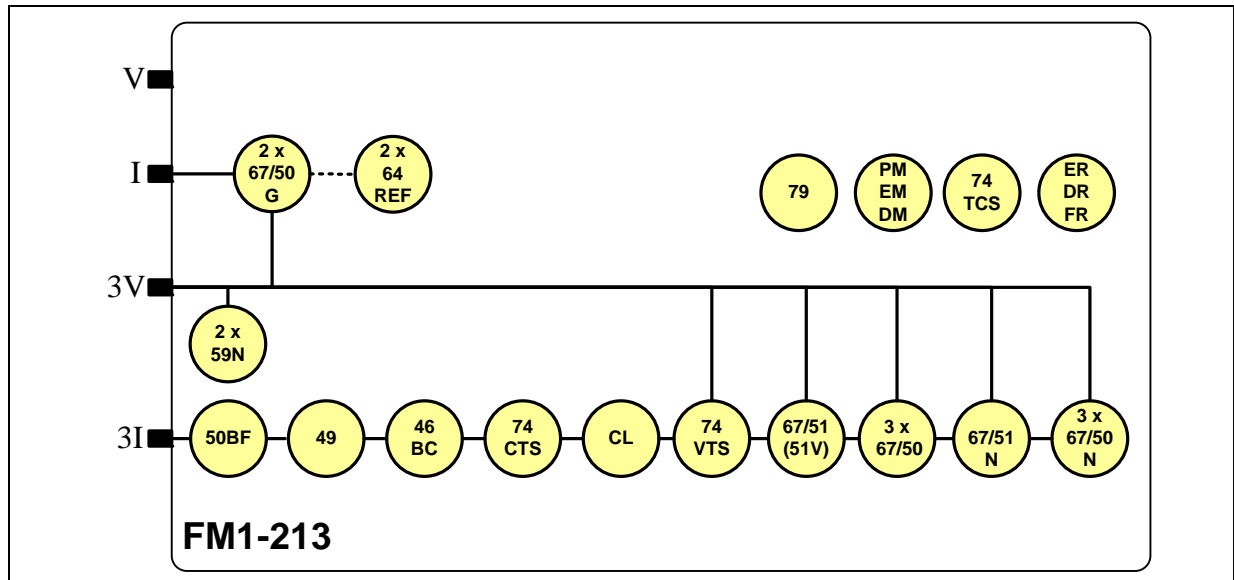 V
I
2 x
67/50
G
2 x
64
REF
79
PM
EM
DM
74
TCS
ER
DR
FR
3V
2 x
59N
3I
50BF
49
46
BC
74
CTS
CL
74
VTS
67/51
(51V)
3 x
67/50
67/51
N
3 x
67/50
N
FM1-213